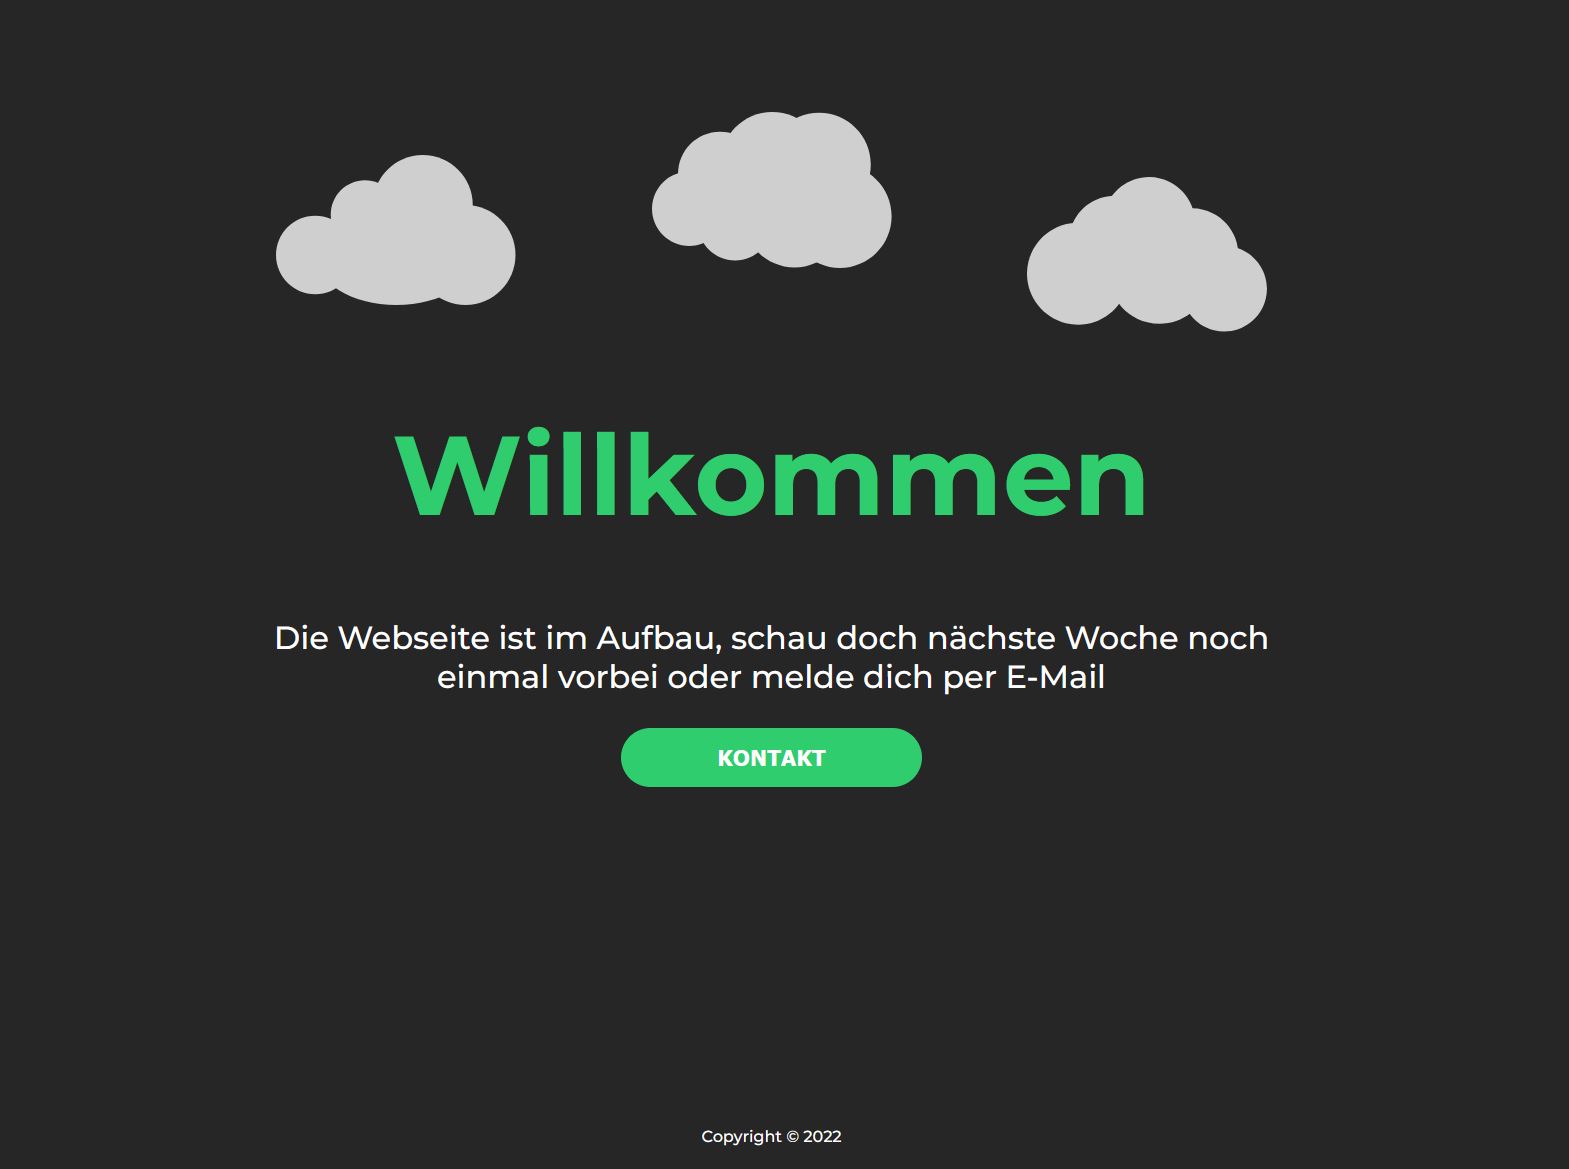 Willkommen
Die Webseite ist im Aufbau, schau doch nächste Woche noch
einmal vorbei oder melde dich per E-Mail
KONTAKT
Copyright © 2022